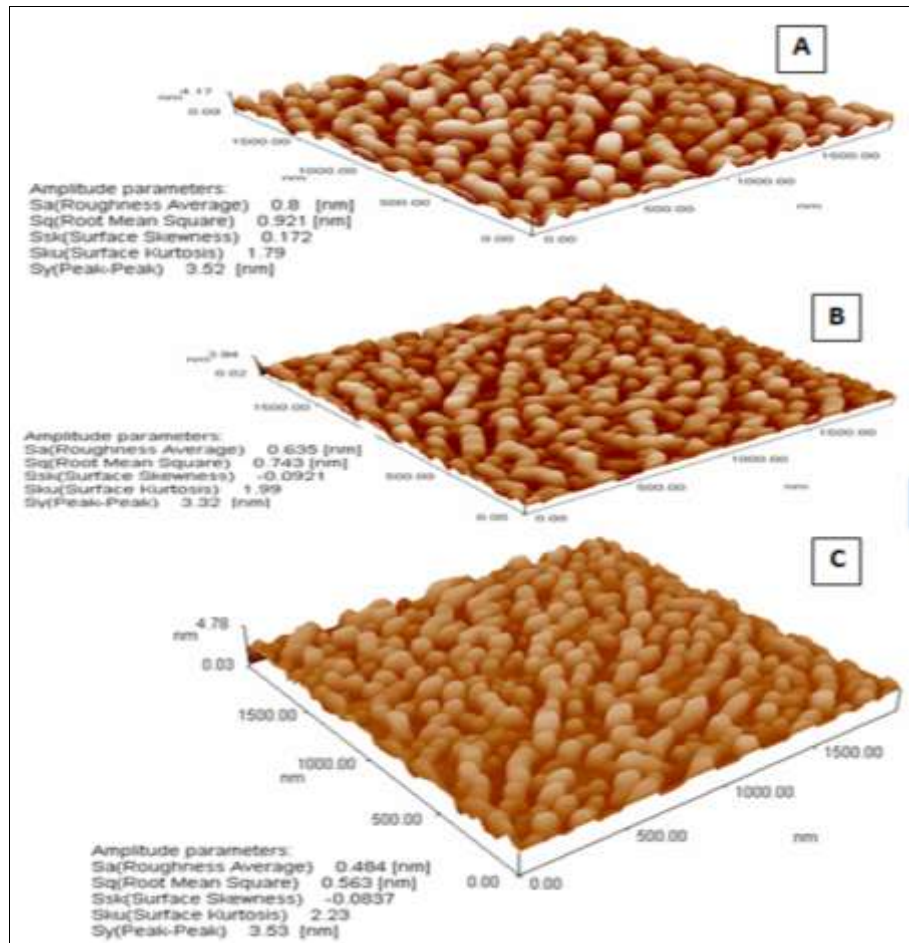 A
4.17
nm
0.00
1500.00
1000.00
nm
500.00
0.00
0.00
500.00
1000.00
1500.00
nm
Amplitude parameters:
Sa(Roughness Average) 0.8 [nm]
Sq(Root Mean Square) 0.921 [nm]
Ssk(Surface Skewness) 0.172
Sku(Surface Kurtosis) 1.79
Sy(Peak-Peak) 3.52 [nm]
B
nm
1500.00
500.00
0.00
500.00
1000.00
1500.00
nm
Amplitude parameters:
Sa(Roughness Average) 0.635 [nm]
Sq(Root Mean Square) 0.743 [nm]
Ssk(Surface Skewness) -0.0921
Sku(Surface Kurtosis) 1.99
Sy(Peak-Peak) 3.32 [nm]
C
4.78
nm
0.03
1500.00
1000.00
nm
500.00
0.00
0.00
500.00
1000.00
1500.00
nm
Amplitude parameters:
Sa(Roughness Average) 0.484 [nm]
Sq(Root Mean Square) 0.563 [nm]
Ssk(Surface Skewness) -0.0837
Sku(Surface Kurtosis) 2.23
Sy(Peak-Peak) 3.53 [nm]